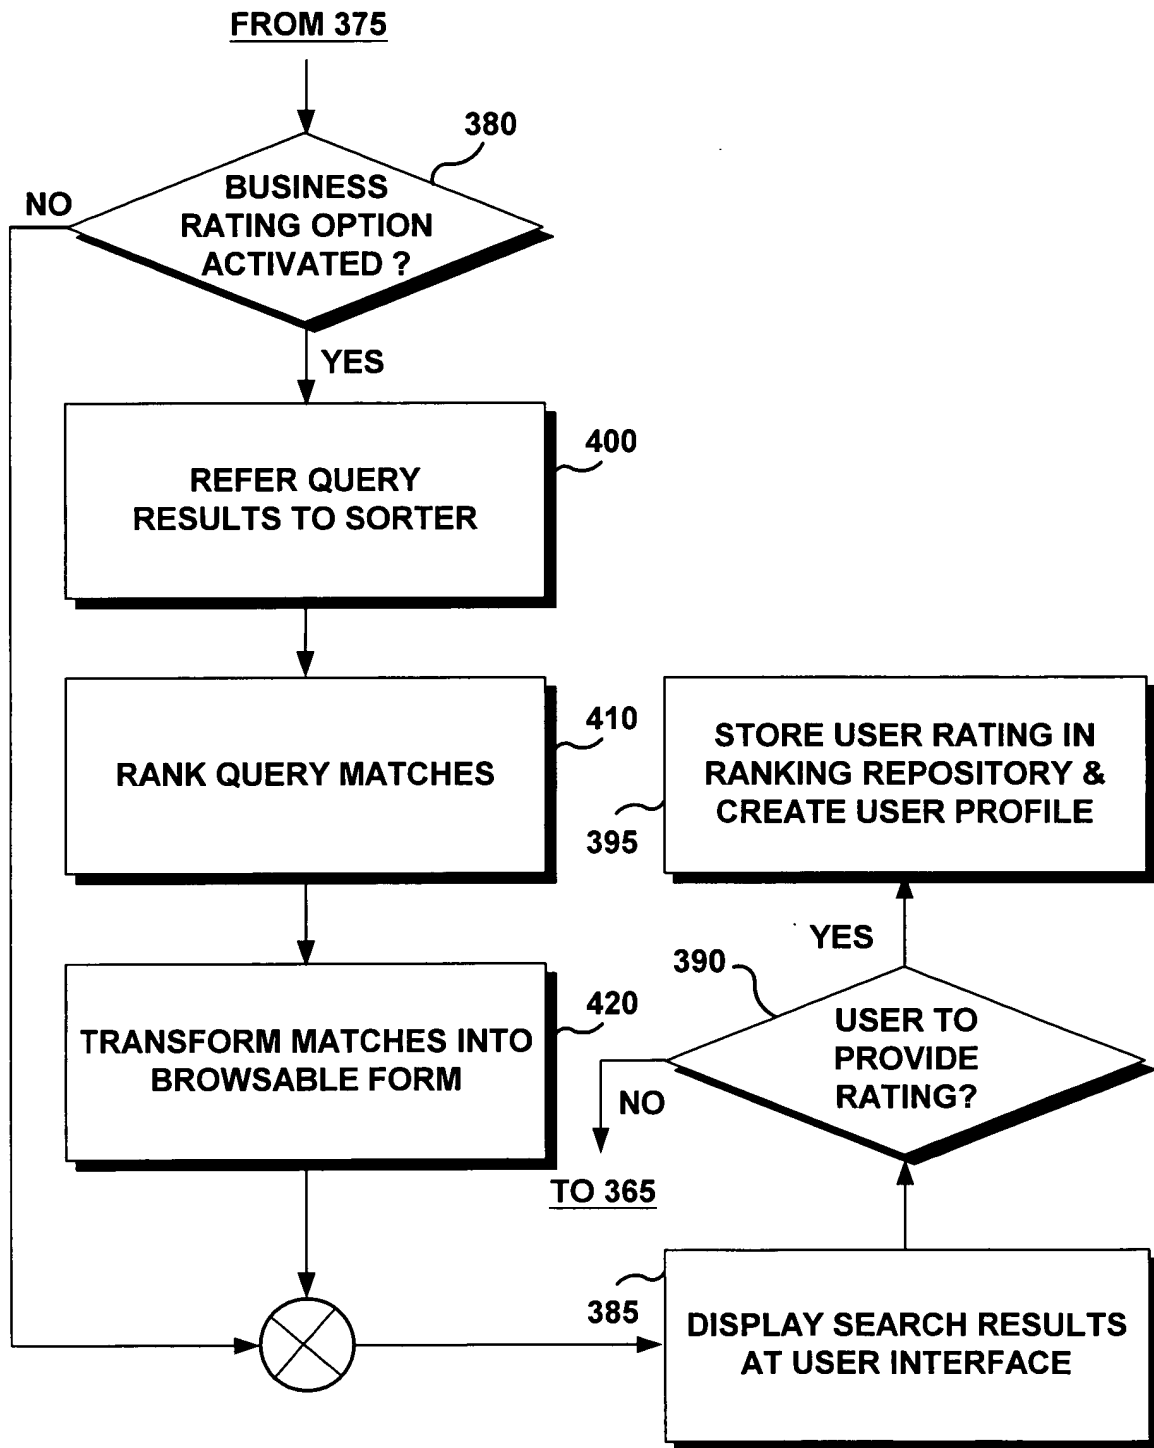 FROM 375
380
NO
BUSINESS
RATING OPTION
ACTIVATED ?
YES
400
REFER QUERY
RESULTS TO SORTER
410
RANK QUERY MATCHES
420
TRANSFORM MATCHES INTO
BROWSABLE FORM
385
DISPLAY SEARCH RESULTS
AT USER INTERFACE
390
USER TO
PROVIDE
RATING?
NO
TO 365
YES
395
STORE USER RATING IN
RANKING REPOSITORY &
CREATE USER PROFILE